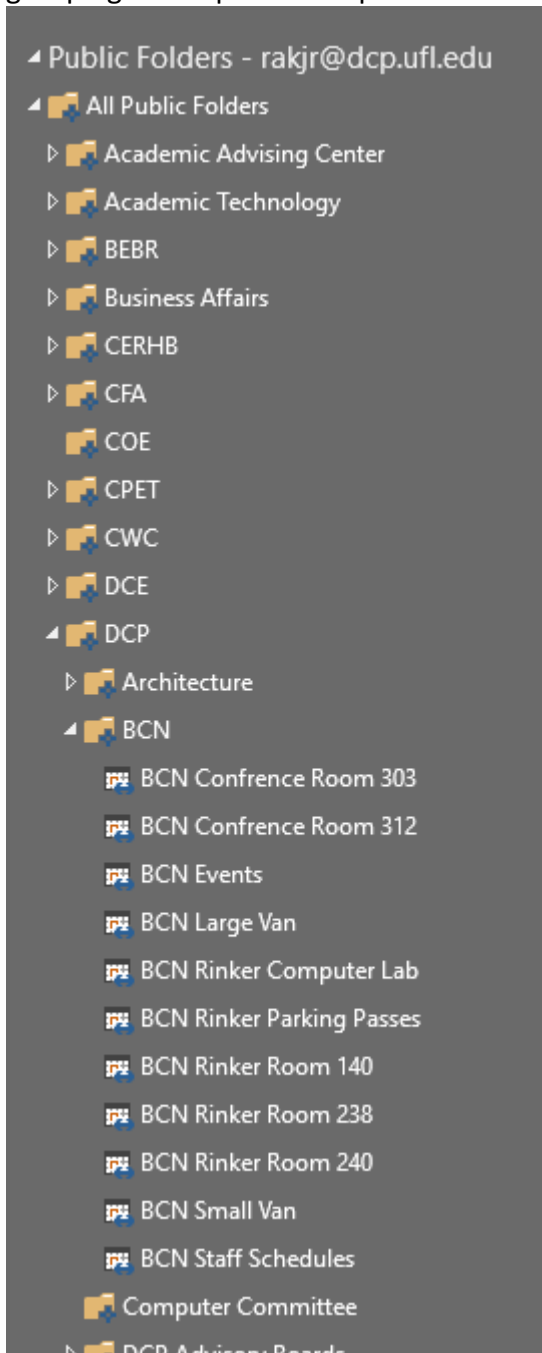 Public Folders - rakjr@dcp.ufl.edu
All Public Folders
Academic Advising Center
Academic Technology
BEBR
Business Affairs
CERHB
CFA
COE
CPET
CWC
DCE
DCP
Architecture
BCN
BCN Confrence Room 303
BCN Confrence Room 312
BCN Events
BCN Large Van
BCN Rinker Computer Lab
BCN Rinker Parking Passes
BCN Rinker Room 140
BCN Rinker Room 238
BCN Rinker Room 240
BCN Small Van
BCN Staff Schedules
Computer Committee
DCP Advisory Boards